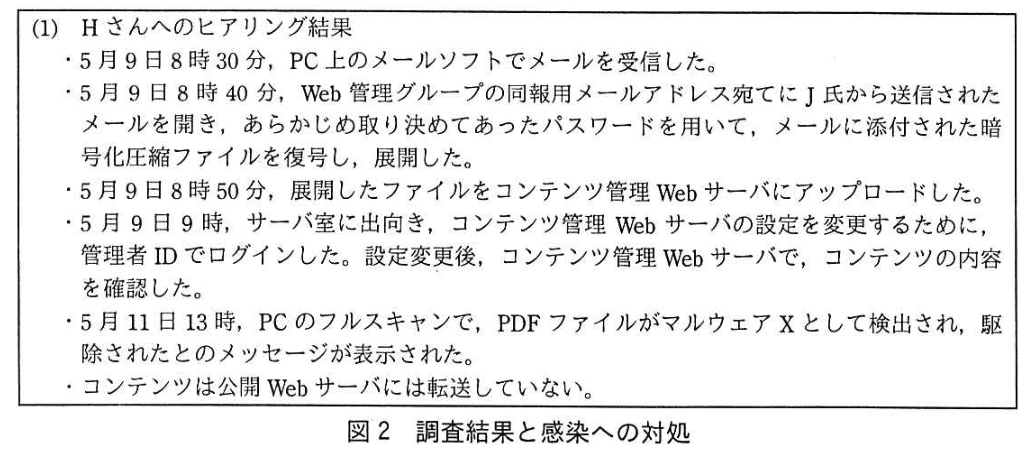 (1) Hさんへのヒアリング結果
・5月9日8時30分，PC上のメールソフトでメールを受信した。
・5月9日8時40分，Web管理グループの同報用メールアドレス宛てにJ氏から送信された
メールを開き，あらかじめ取り決めてあったパスワードを用いて，メールに添付された暗
号化圧縮ファイルを復号し，展開した。
・5月9日8時50分，展開したファイルをコンテンツ管理Webサーバにアップロードした。
・5月9日9時，サーバ室に出向き，コンテンツ管理Webサーバの設定を変更するために，
管理者IDでログインした。設定変更後，コンテンツ管理Webサーバで，コンテンツの内容
を確認した。
・5月11日13時，PCのフルスキャンで，PDFファイルがマルウェアXとして検出され，駆
除されたとのメッセージが表示された。
・コンテンツは公開Webサーバには転送していない。
図2 調査結果と感染への対処